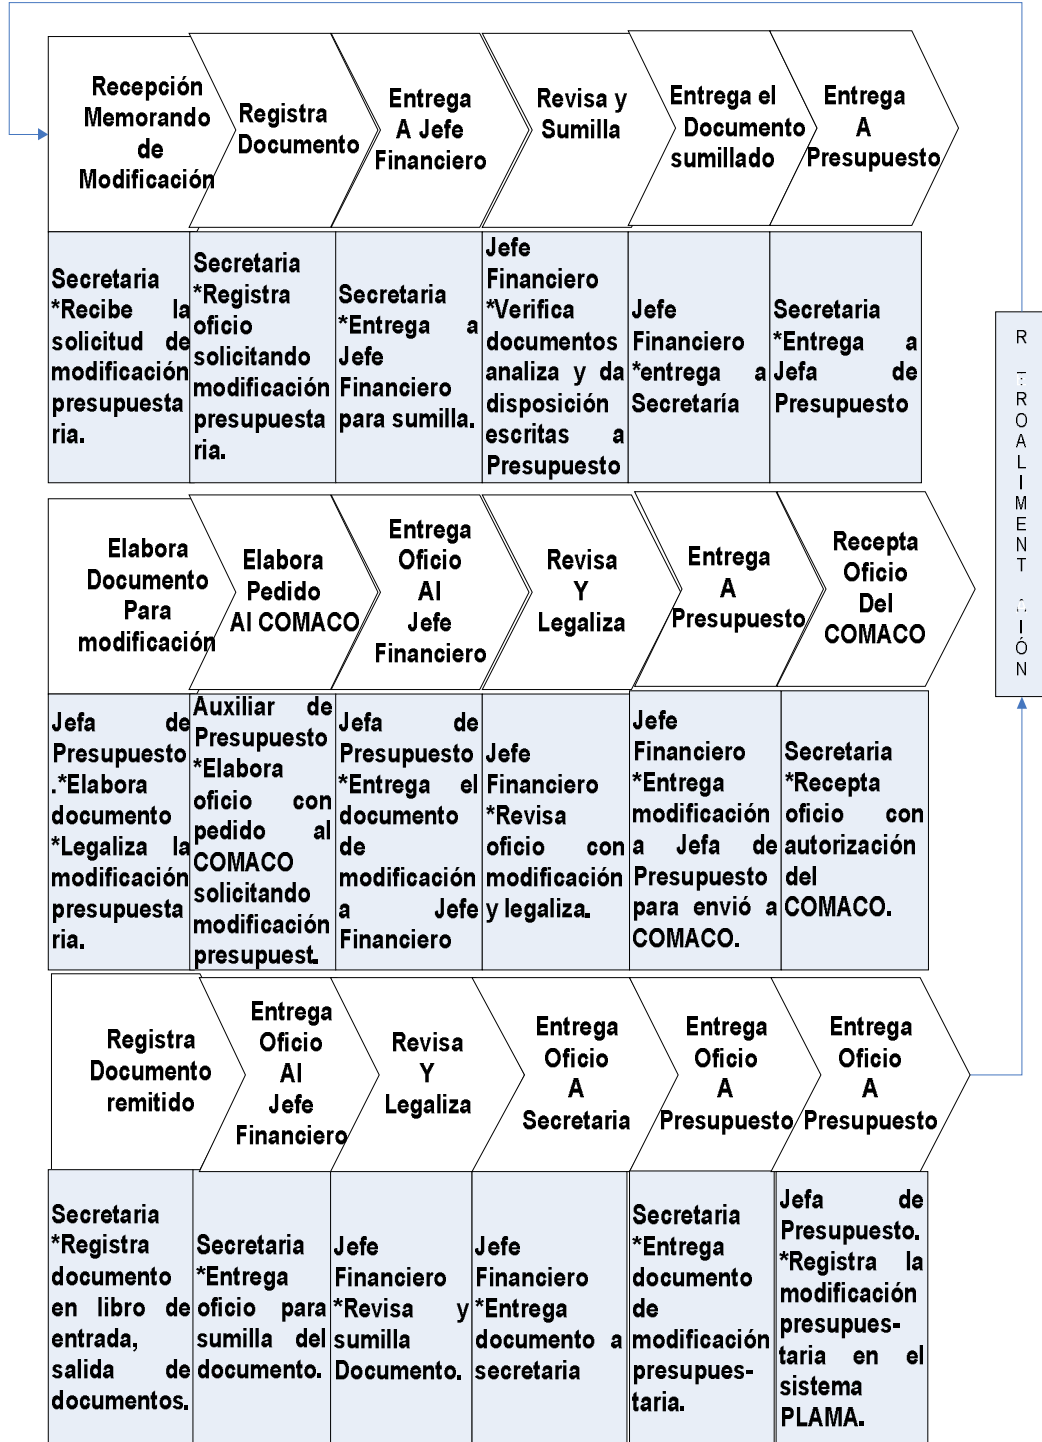 Recepción
Memorando
de
Modificación
Registra
Documento
Entrega
A Jefe
Financiero
Revisa y
Sumilla
Entrega el
Documento
sumillado
Entrega
A
Presupuesto
Secretaria
*Recibe la
solicitud de
modificación
presupuesta
ria.
Secretaria
*Registra
oficio
solicitando
modificación
presupuesta
ria.
Secretaria
*Entrega a
Jefe
Financiero
para sumilla.
Jefe
Financiero
*Verifica
documentos
analiza y da
disposición
escritas a
Presupuesto
Jefe
Financiero
*entrega a
Secretaría
Secretaria
*Entrega a
Jefa de
Presupuesto
Elabora
Documento
Para
modificación
Elabora
Pedido
Al COMACO
Entrega
Oficio
Al
Jefe
Financiero
Revisa
Y
Legaliza
Entrega
A
Presupuesto
Recepta
Oficio
Del
COMACO
Jefa de
Presupuesto
.*Elabora
documento
*Legaliza la
modificación
presupuesta
ria.
Auxiliar de
Presupuesto
*Elabora
oficio con
pedido al
COMACO
solicitando
modificación
presupuest.
Jefa de
Presupuesto
*Entrega el
documento
de
modificación
a Jefe
Financiero
Jefe
Financiero
*Revisa
oficio con
modificación
y legaliza.
Jefe
Financiero
*Entrega
modificación
a Jefa de
Presupuesto
para envió a
COMACO.
Secretaria
*Recepta
oficio con
autorización
del
COMACO.
Registra
Documento
remitido
Entrega
Oficio
Al
Jefe
Financiero
Revisa
Y
Legaliza
Entrega
Oficio
A
Secretaria
Entrega
Oficio
A
Presupuesto
Entrega
Oficio
A
Presupuesto
Secretaria
*Registra
documento
en libro de
entrada,
salida de
documentos.
Secretaria
*Entrega
oficio para
sumilla del
documento.
Jefe
Financiero
*Revisa y
sumilla
Documento.
Jefe
Financiero
*Entrega
documento a
secretaria
Secretaria
*Entrega
documento
de
modificación
presupues-
taria.
Jefa de
Presupuesto.
*Registra la
modificación
presupues-
taria en el
sistema
PLAMA.